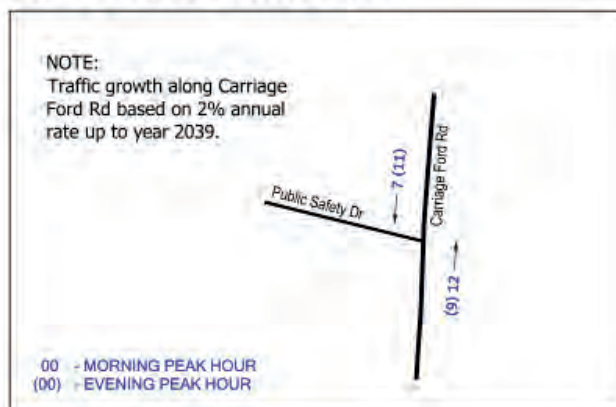 NOTE:
Traffic growth along Carriage
Ford Rd based on 2% annual
rate up to year 2039.
7 (11)
Carriage Ford Rd
Public Safety Dr
(9) 12
00 - MORNING PEAK HOUR
(00) - EVENING PEAK HOUR